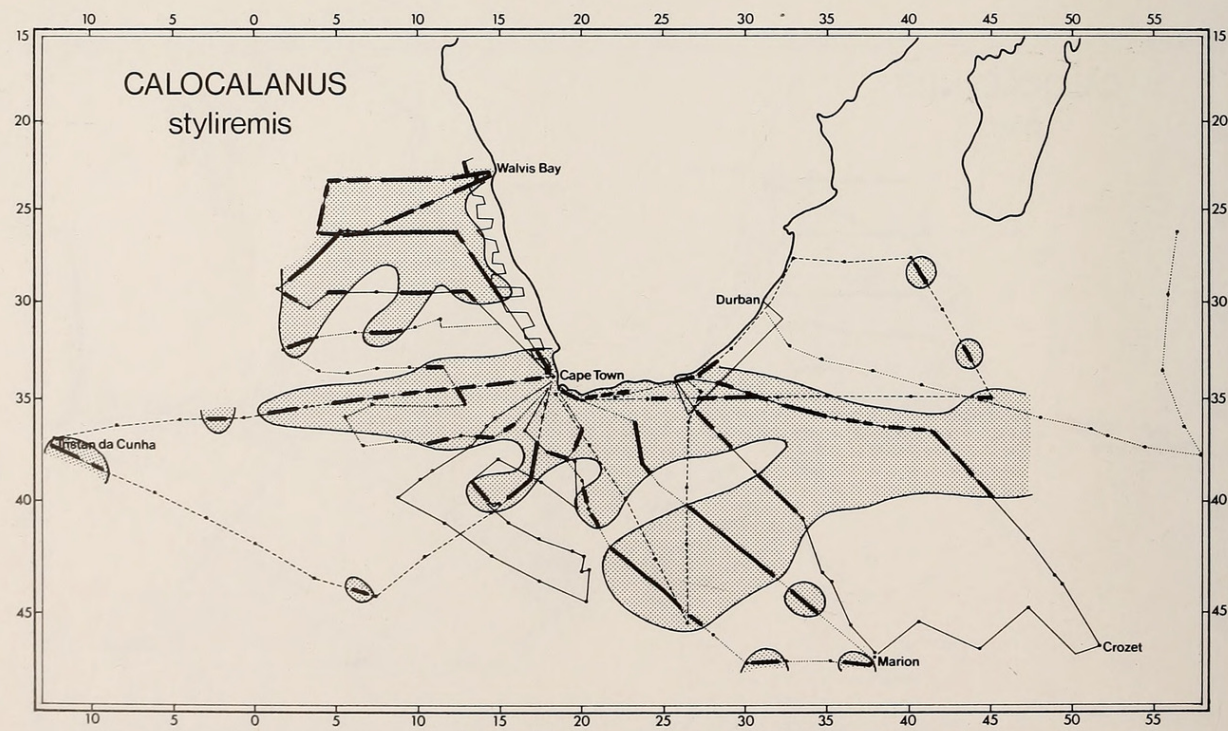 10 5 0 5 10 15 20 25 30 35 40 45 50 55
15 15
CALOCALANUS
styliremis
20 20
Walvis Bay
25 25
30 30
Durban
Cape Town
35 35
Tristan da Cunha
40 40
45 45
Crozet
Marion
10 5 0 5 10 15 20 25 30 35 40 45 50 55